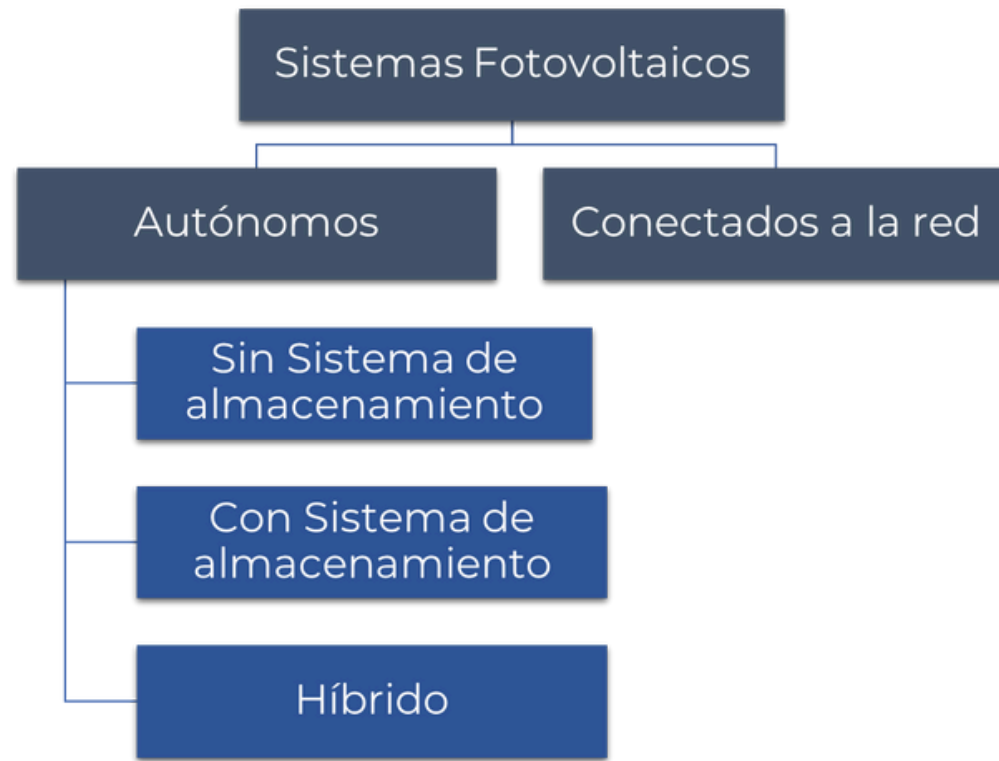 Sistemas Fotovoltaicos
Autónomos
Conectados a la red
Sin Sistema de
almacenamiento
Con Sistema de
almacenamiento
Híbrido